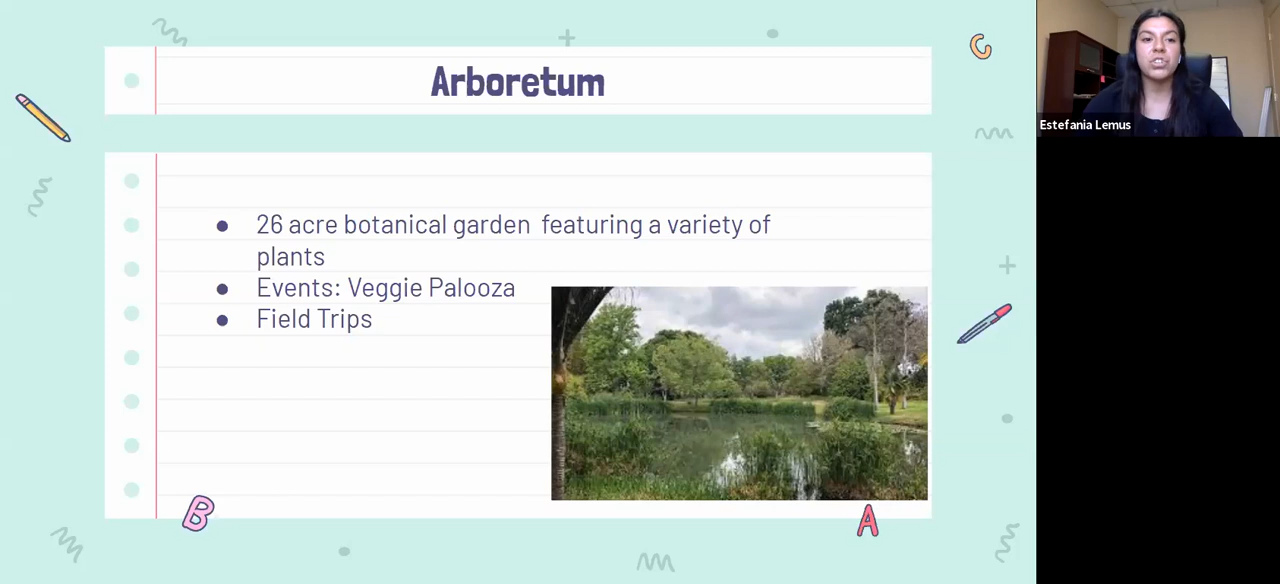 Arboretum
Estefania Lemus
● 26 acre botanical garden featuring a variety of
plants
● Events: Veggie Palooza
● Field Trips
B
A